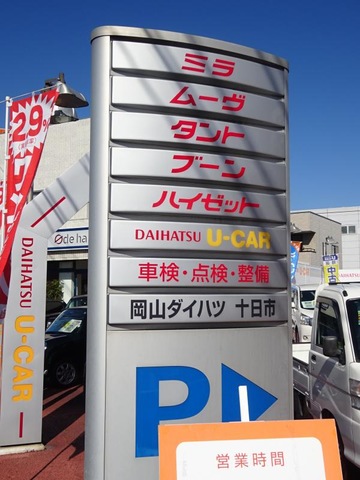 ミラ
ムーヴ
タント
ブーン
ハイゼット
DAIHATSU U-CAR
車検・点検・整備
岡山ダイハツ 十日市
P
営業時間
2.9%
DAIHATSU U-CAR